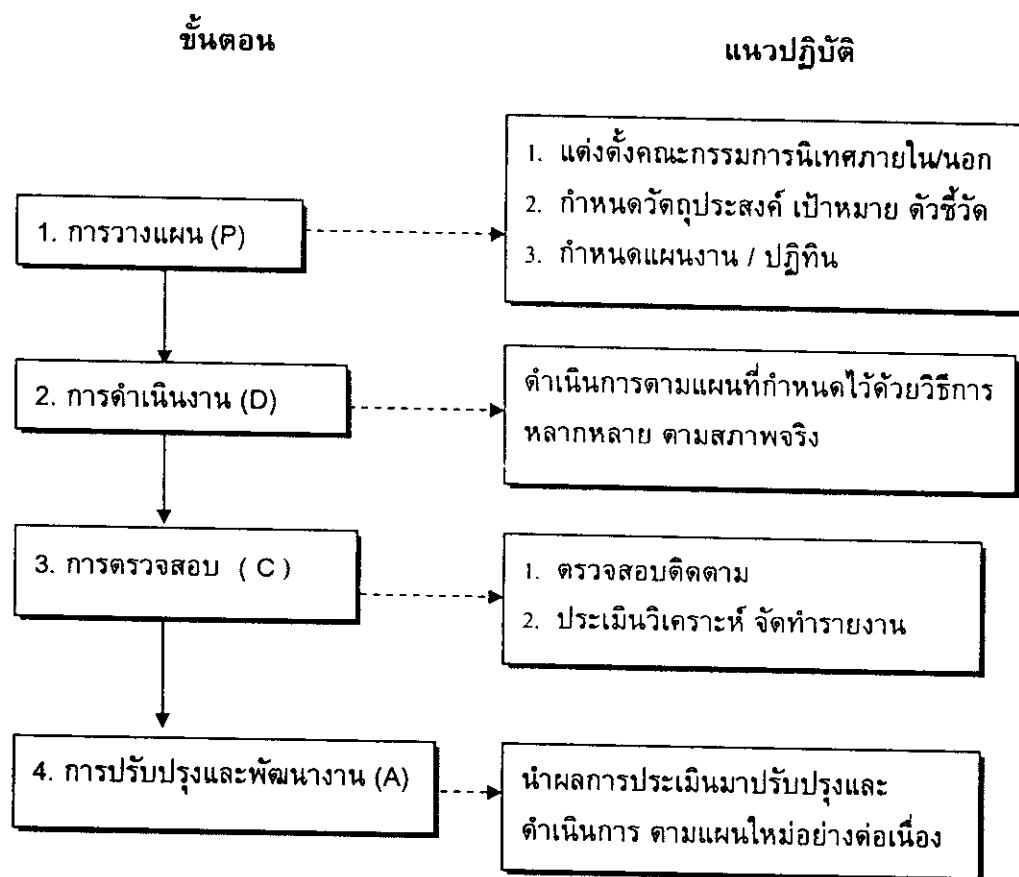 ขั้นตอน
แนวปฏิบัติ
1. การวางแผน (P)
1. แต่งตั้งคณะกรรมการนิเทศภายใน/นอก
2. กำหนดวัตถุประสงค์ เป้าหมาย ตัวชี้วัด
3. กำหนดแผนงาน / ปฏิทิน
2. การดำเนินงาน (D)
ดำเนินการตามแผนที่กำหนดไว้ด้วยวิธีการ
หลากหลาย ตามสภาพจริง
3. การตรวจสอบ ( C )
1. ตรวจสอบติดตาม
2. ประเมินวิเคราะห์ จัดทำรายงาน
4. การปรับปรุงและพัฒนางาน (A)
นำผลการประเมินมาปรับปรุงและ
ดำเนินการ ตามแผนใหม่อย่างต่อเนื่อง